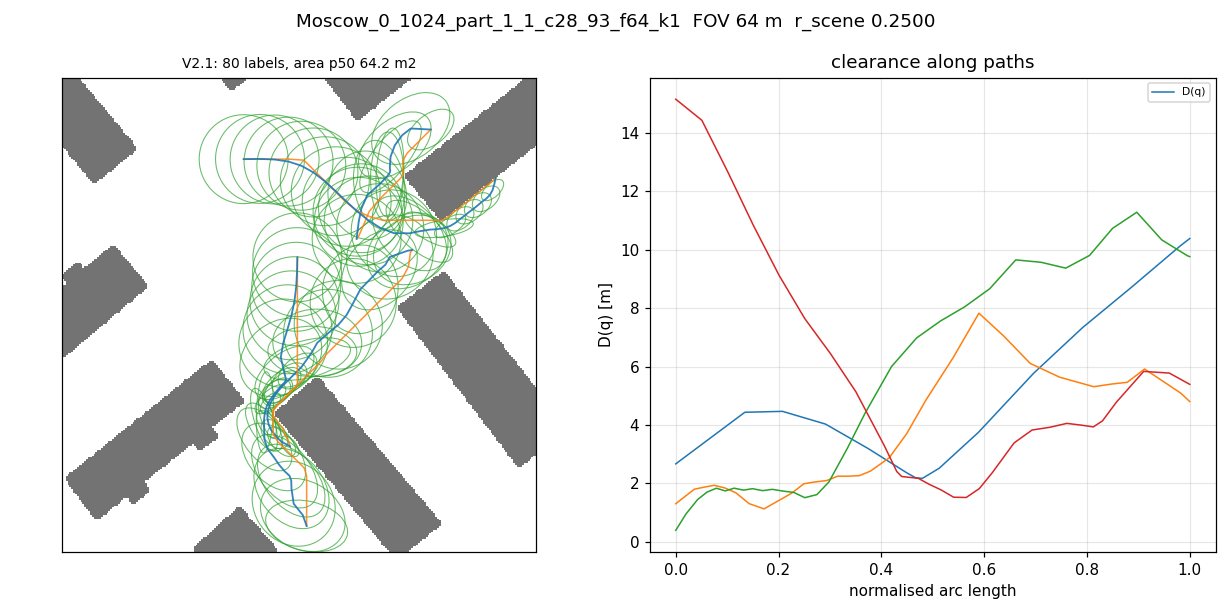 Moscow_0_1024_part_1_1_c28_93_f64_k1 FOV 64 m r_scene 0.2500
V2.1: 80 labels, area p50 64.2 m2
clearance along paths
D(q)
14
12
10
8
6
4
2
0
D(q) [m]
0.0 0.2 0.4 0.6 0.8 1.0
normalised arc length